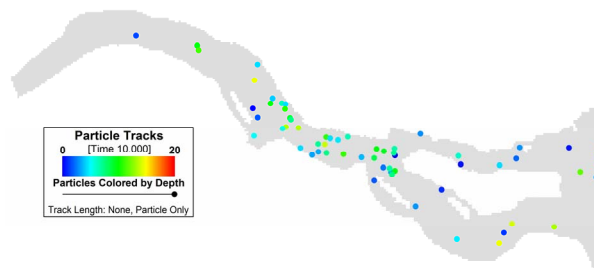 Particle Tracks
[Time 10.000]
0 20
Particles Colored by Depth
Track Length: None, Particle Only